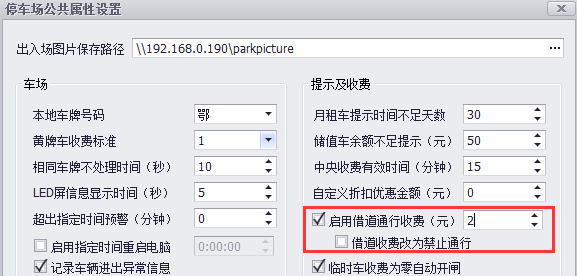 停车场公共属性设置
出入场图片保存路径 \\192.168.0.190\parkpicture ...
车场
本地车牌号码 鄂
黄牌车收费标准 1
相同车牌不处理时间（秒） 10
LED屏信息显示时间（秒） 5
超出指定时间预警（分钟） 0
启用指定时间重启电脑 0:00:00
记录车辆进出异常信息
提示及收费
月租车提示时间不足天数 30
储值车余额不足提示（元） 50
中央收费有效时间（分钟） 15
自定义折扣优惠金额（元） 0
启用借道通行收费（元） 2
借道收费改为禁止通行
临时车收费为零自动开闸